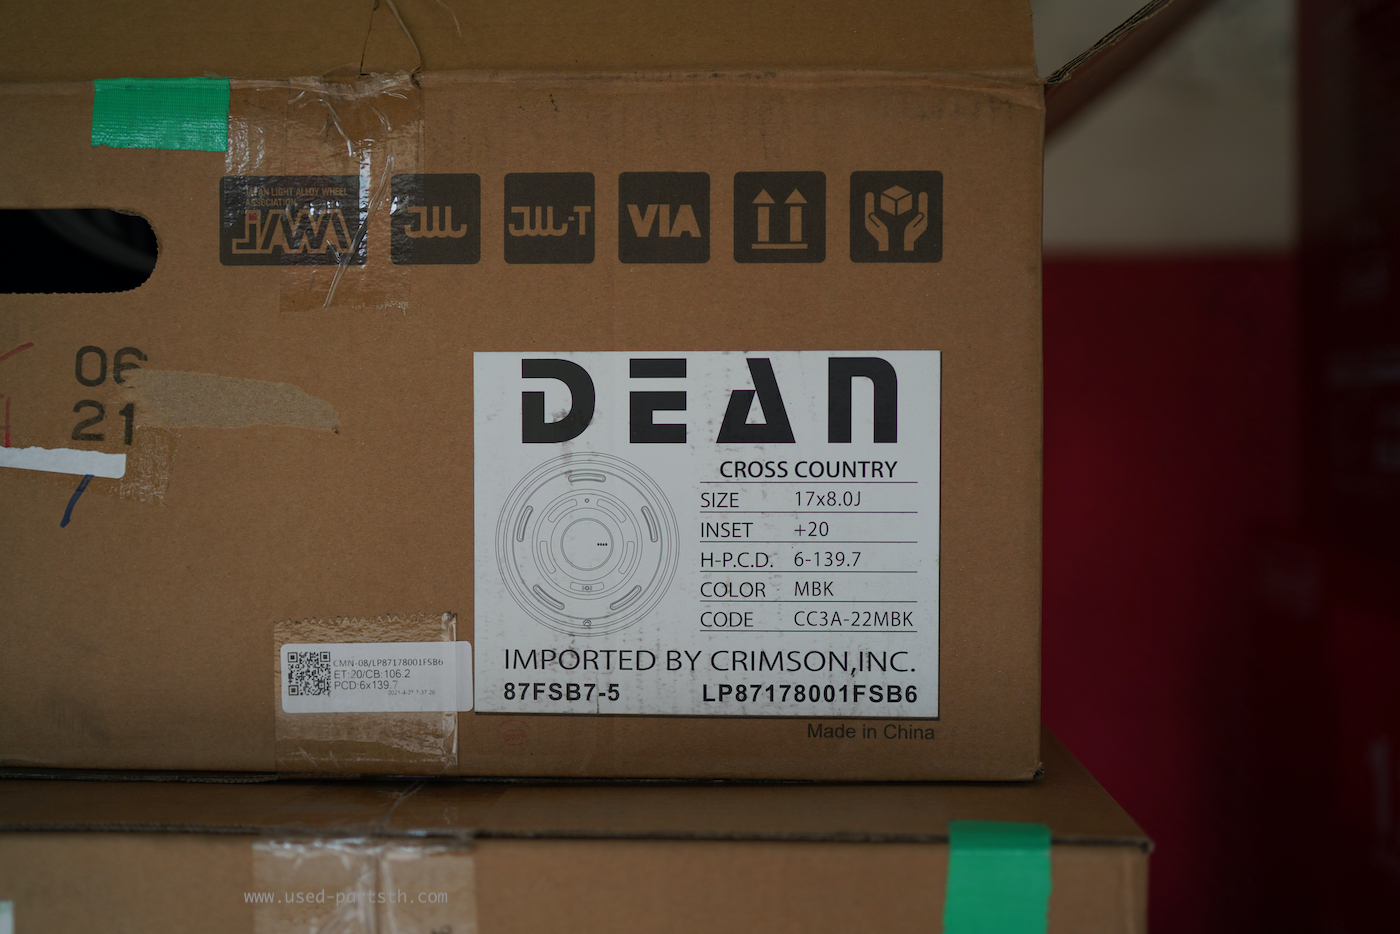 JAPAN LIGHT ALLOY WHEEL
ASSOCIATION
JAWA
JWL
JWL-T
VIA
06
21
DEAN
CROSS COUNTRY
SIZE 17x8.0J
INSET +20
H-P.C.D. 6-139.7
COLOR MBK
CODE CC3A-22MBK
IMPORTED BY CRIMSON,INC.
87FSB7-5 LP87178001FSB6
Made in China
CMN-08/LP87178001FSB6
ET:20/CB:106.2
PCD:6x139.7
www.used-partsth.com